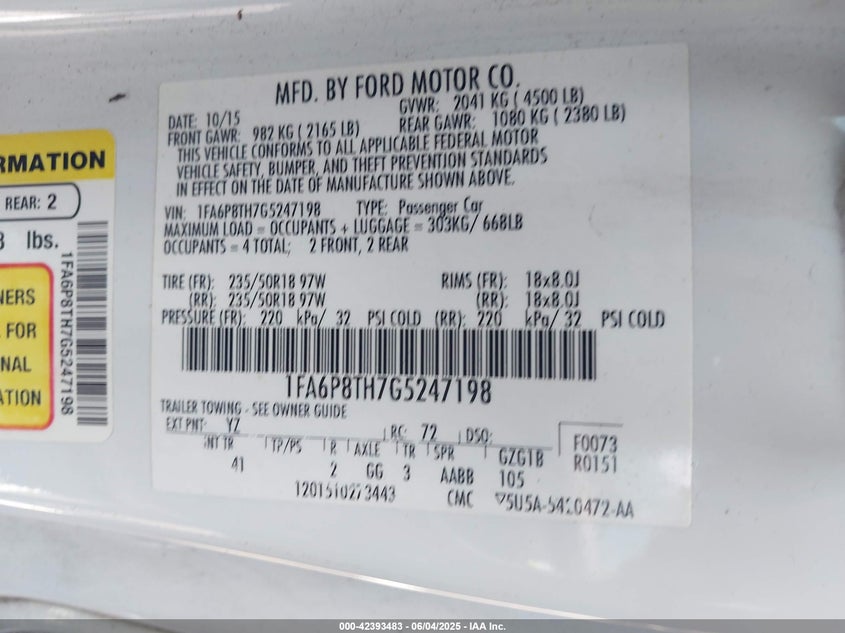 MFD. BY FORD MOTOR CO.
DATE: 10/15 GVWR: 2041 KG ( 4500 LB)
FRONT GAWR: 982 KG ( 2165 LB) REAR GAWR: 1080 KG ( 2380 LB)
THIS VEHICLE CONFORMS TO ALL APPLICABLE FEDERAL MOTOR
VEHICLE SAFETY, BUMPER, AND THEFT PREVENTION STANDARDS
IN EFFECT ON THE DATE OF MANUFACTURE SHOWN ABOVE.
VIN: 1FA6P8TH7G5247198 TYPE: Passenger Car
MAXIMUM LOAD = OCCUPANTS + LUGGAGE = 303KG/ 668LB
OCCUPANTS = 4 TOTAL; 2 FRONT, 2 REAR
TIRE (FR): 235/50R18 97W RIMS (FR): 18x8.0J
(RR): 235/50R18 97W (RR): 18x8.0J
PRESSURE (FR): 220 kPa/ 32 PSI COLD (RR): 220 kPa/ 32 PSI COLD
1FA6P8TH7G5247198
TRAILER TOWING - SEE OWNER GUIDE
EXT PNT: YZ RC: 72 DSO: F0073
INT TR TP/PS R AXLE TR SPR GZGTB R0151
41 2 GG 3 AABB 105
CMC
RMATION
REAR: 2
lbs.
NERS
FOR
NAL
ATION
1FA6P8TH7G5247198
000-42393483 - 06/04/2025 - IAA Inc.